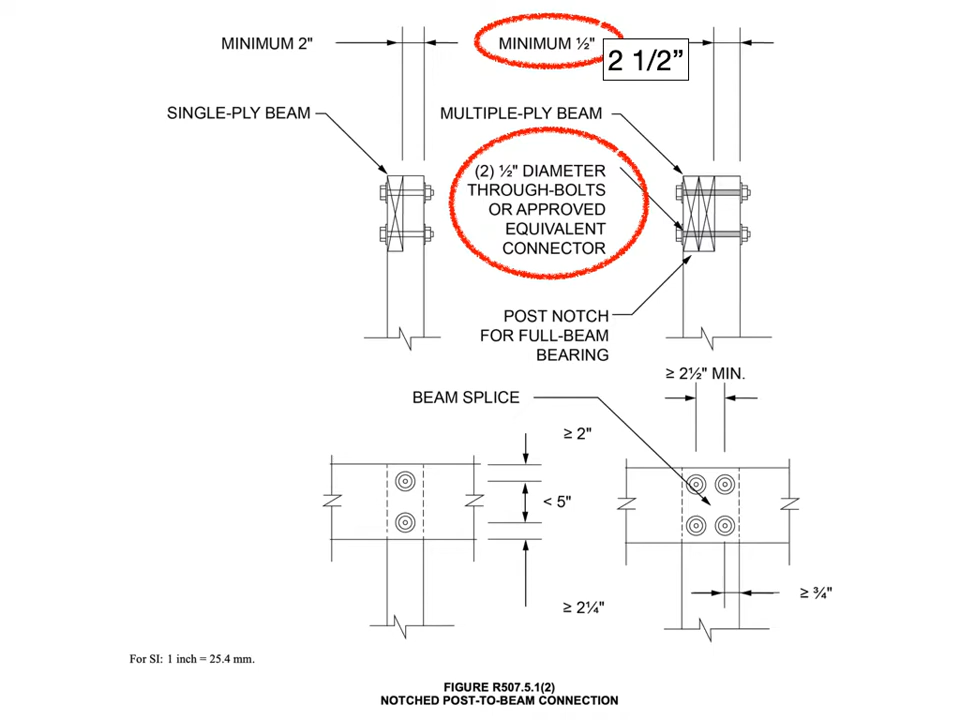 MINIMUM 2"
MINIMUM ½"
2 1/2”
SINGLE-PLY BEAM
MULTIPLE-PLY BEAM
(2) ½" DIAMETER
THROUGH-BOLTS
OR APPROVED
EQUIVALENT
CONNECTOR
POST NOTCH
FOR FULL-BEAM
BEARING
≥ 2½" MIN.
BEAM SPLICE
≥ 2"
< 5"
≥ ¾"
≥ 2¼"
For SI: 1 inch = 25.4 mm.
FIGURE R507.5.1(2)
NOTCHED POST-TO-BEAM CONNECTION